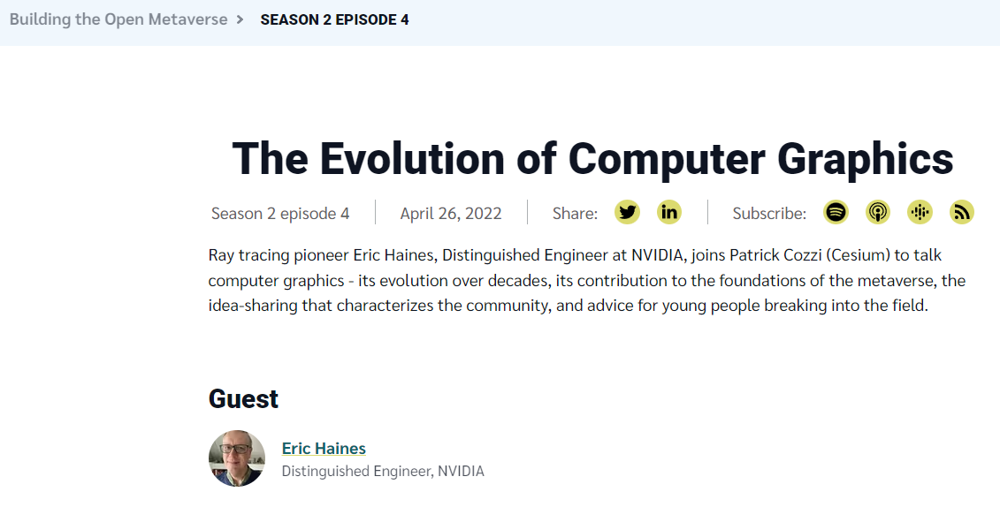 Building the Open Metaverse > SEASON 2 EPISODE 4
The Evolution of Computer Graphics
Season 2 episode 4 April 26, 2022 Share: in Subscribe:
Ray tracing pioneer Eric Haines, Distinguished Engineer at NVIDIA, joins Patrick Cozzi (Cesium) to talk
computer graphics - its evolution over decades, its contribution to the foundations of the metaverse, the
idea-sharing that characterizes the community, and advice for young people breaking into the field.
Guest
Eric Haines
Distinguished Engineer, NVIDIA